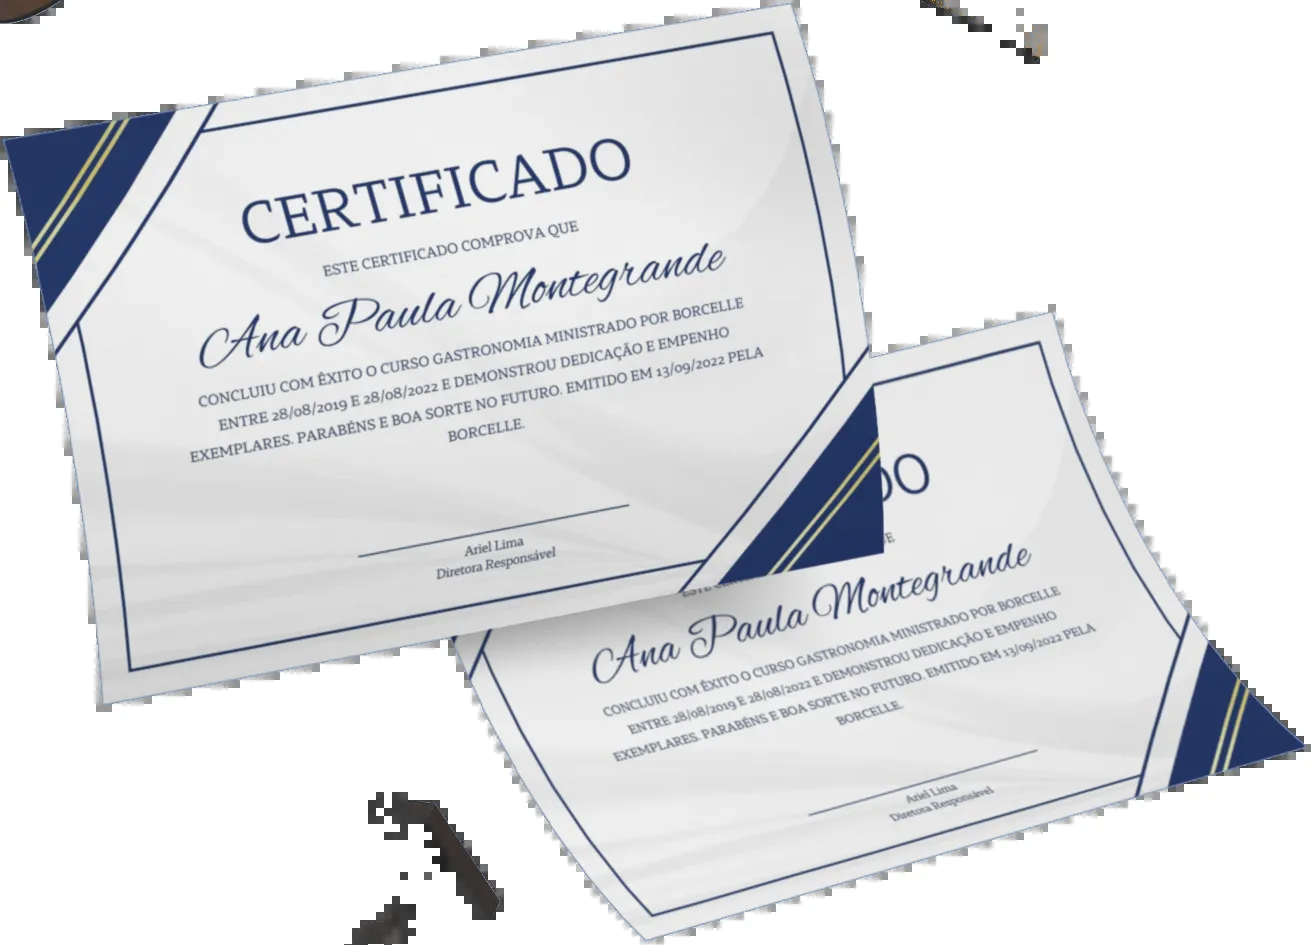 CERTIFICADO
ESTE CERTIFICADO COMPROVA QUE
Ana Paula Montegrande
CONCLUIU COM ÊXITO O CURSO GASTRONOMIA MINISTRADO POR BORCELLE
ENTRE 28/08/2019 E 28/08/2022 E DEMONSTROU DEDICAÇÃO E EMPENHO
EXEMPLARES. PARABÉNS E BOA SORTE NO FUTURO. EMITIDO EM 13/09/2022 PELA
BORCELLE.
Ariel Lima
Diretora Responsável
DO
Ana Paula Montegrande
CONCLUIU COM ÊXITO O CURSO GASTRONOMIA MINISTRADO POR BORCELLE
ENTRE 28/08/2019 E 28/08/2022 E DEMONSTROU DEDICAÇÃO E EMPENHO
EXEMPLARES. PARABÉNS E BOA SORTE NO FUTURO. EMITIDO EM 13/09/2022 PELA
BORCELLE.
Ariel Lima
Diretora Responsável